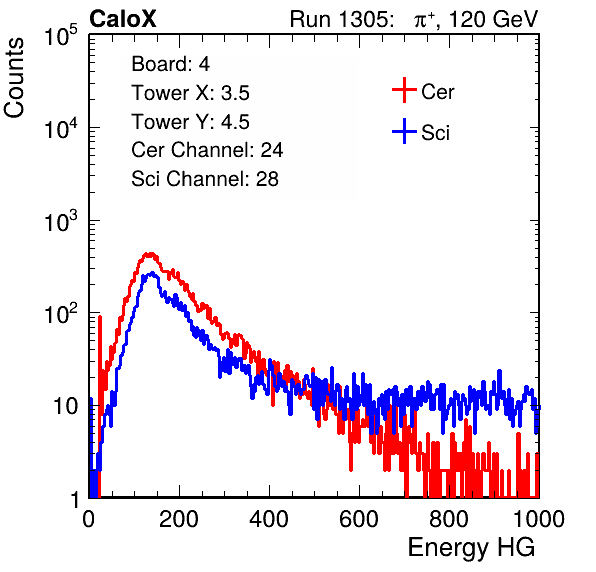 CaloX Run 1305: π⁺, 120 GeV
Counts
Board: 4
Tower X: 3.5
Tower Y: 4.5
Cer Channel: 24
Sci Channel: 28
Cer
Sci
10⁵
10⁴
10³
10²
10
1
0 200 400 600 800 1000
Energy HG